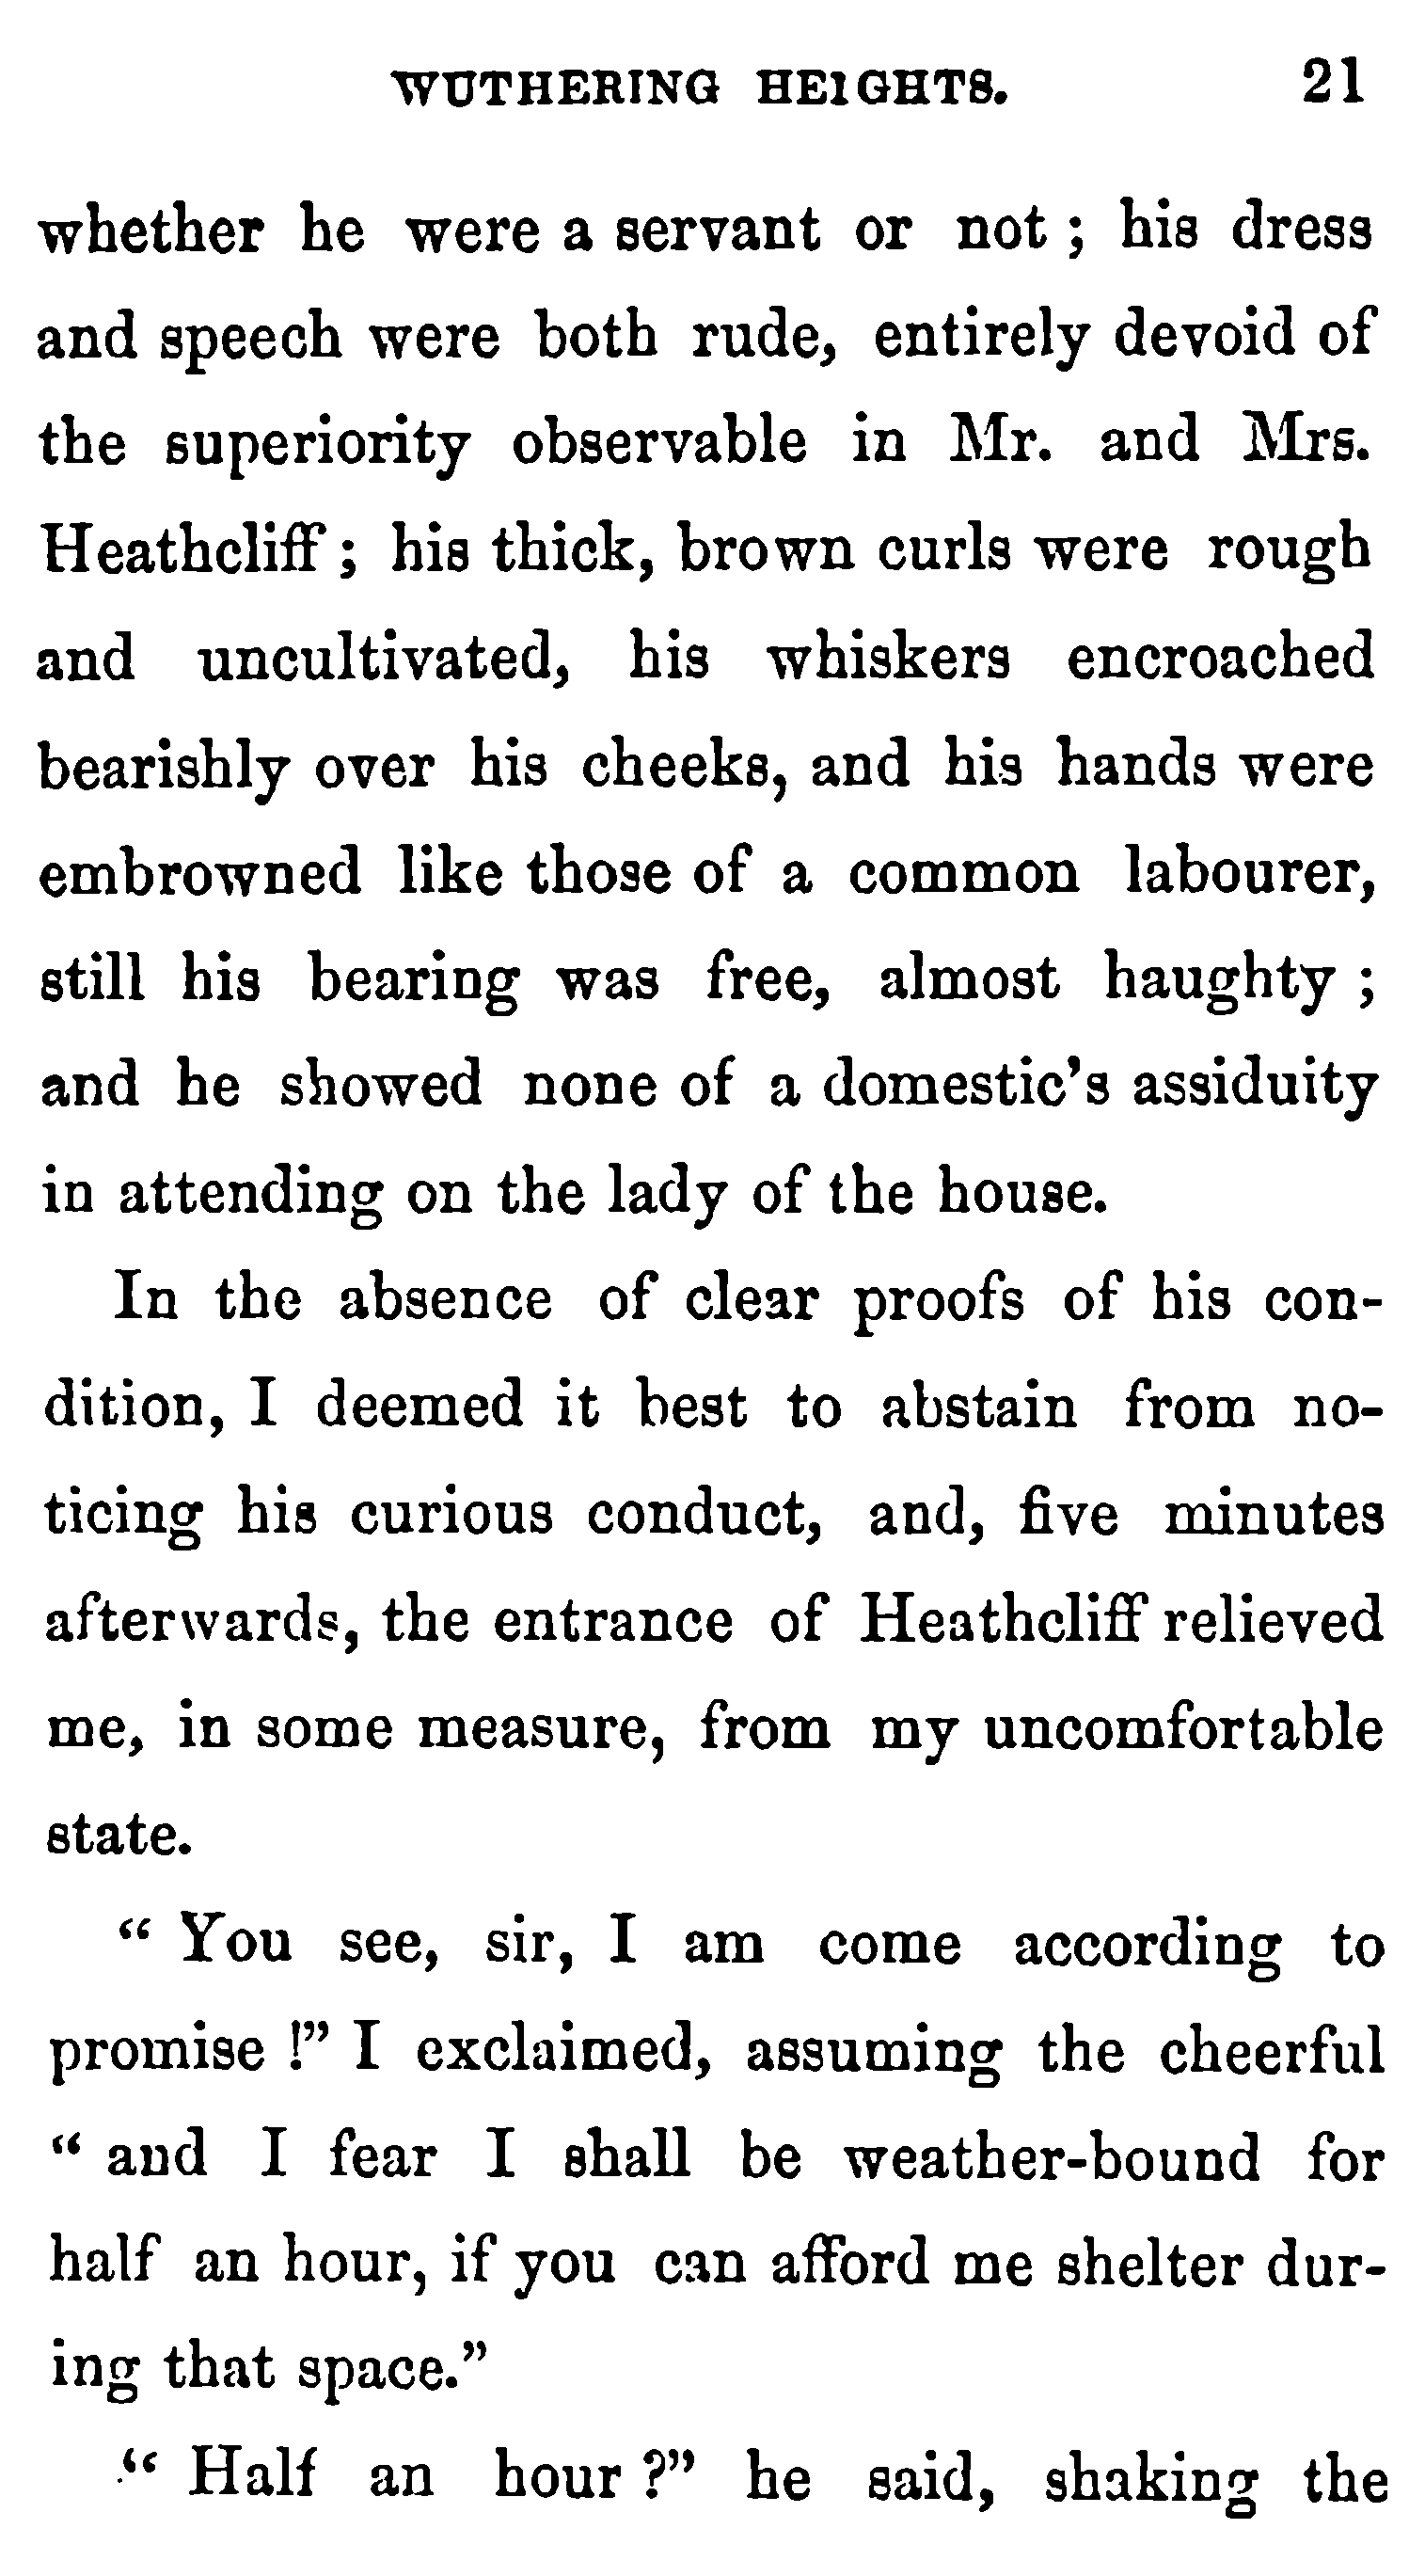 WUTHERING HEIGHTS. 21
whether he were a servant or not ; his dress
and speech were both rude, entirely devoid of
the superiority observable in Mr. and Mrs.
Heathcliff ; his thick, brown curls were rough
and uncultivated, his whiskers encroached
bearishly over his cheeks, and his hands were
embrowned like those of a common labourer,
still his bearing was free, almost haughty ;
and he showed none of a domestic's assiduity
in attending on the lady of the house.
In the absence of clear proofs of his con-
dition, I deemed it best to abstain from no-
ticing his curious conduct, and, five minutes
afterwards, the entrance of Heathcliff relieved
me, in some measure, from my uncomfortable
state.
“ You see, sir, I am come according to
promise !” I exclaimed, assuming the cheerful
“ and I fear I shall be weather-bound for
half an hour, if you can afford me shelter dur-
ing that space.”
“ Half an hour ?” he said, shaking the